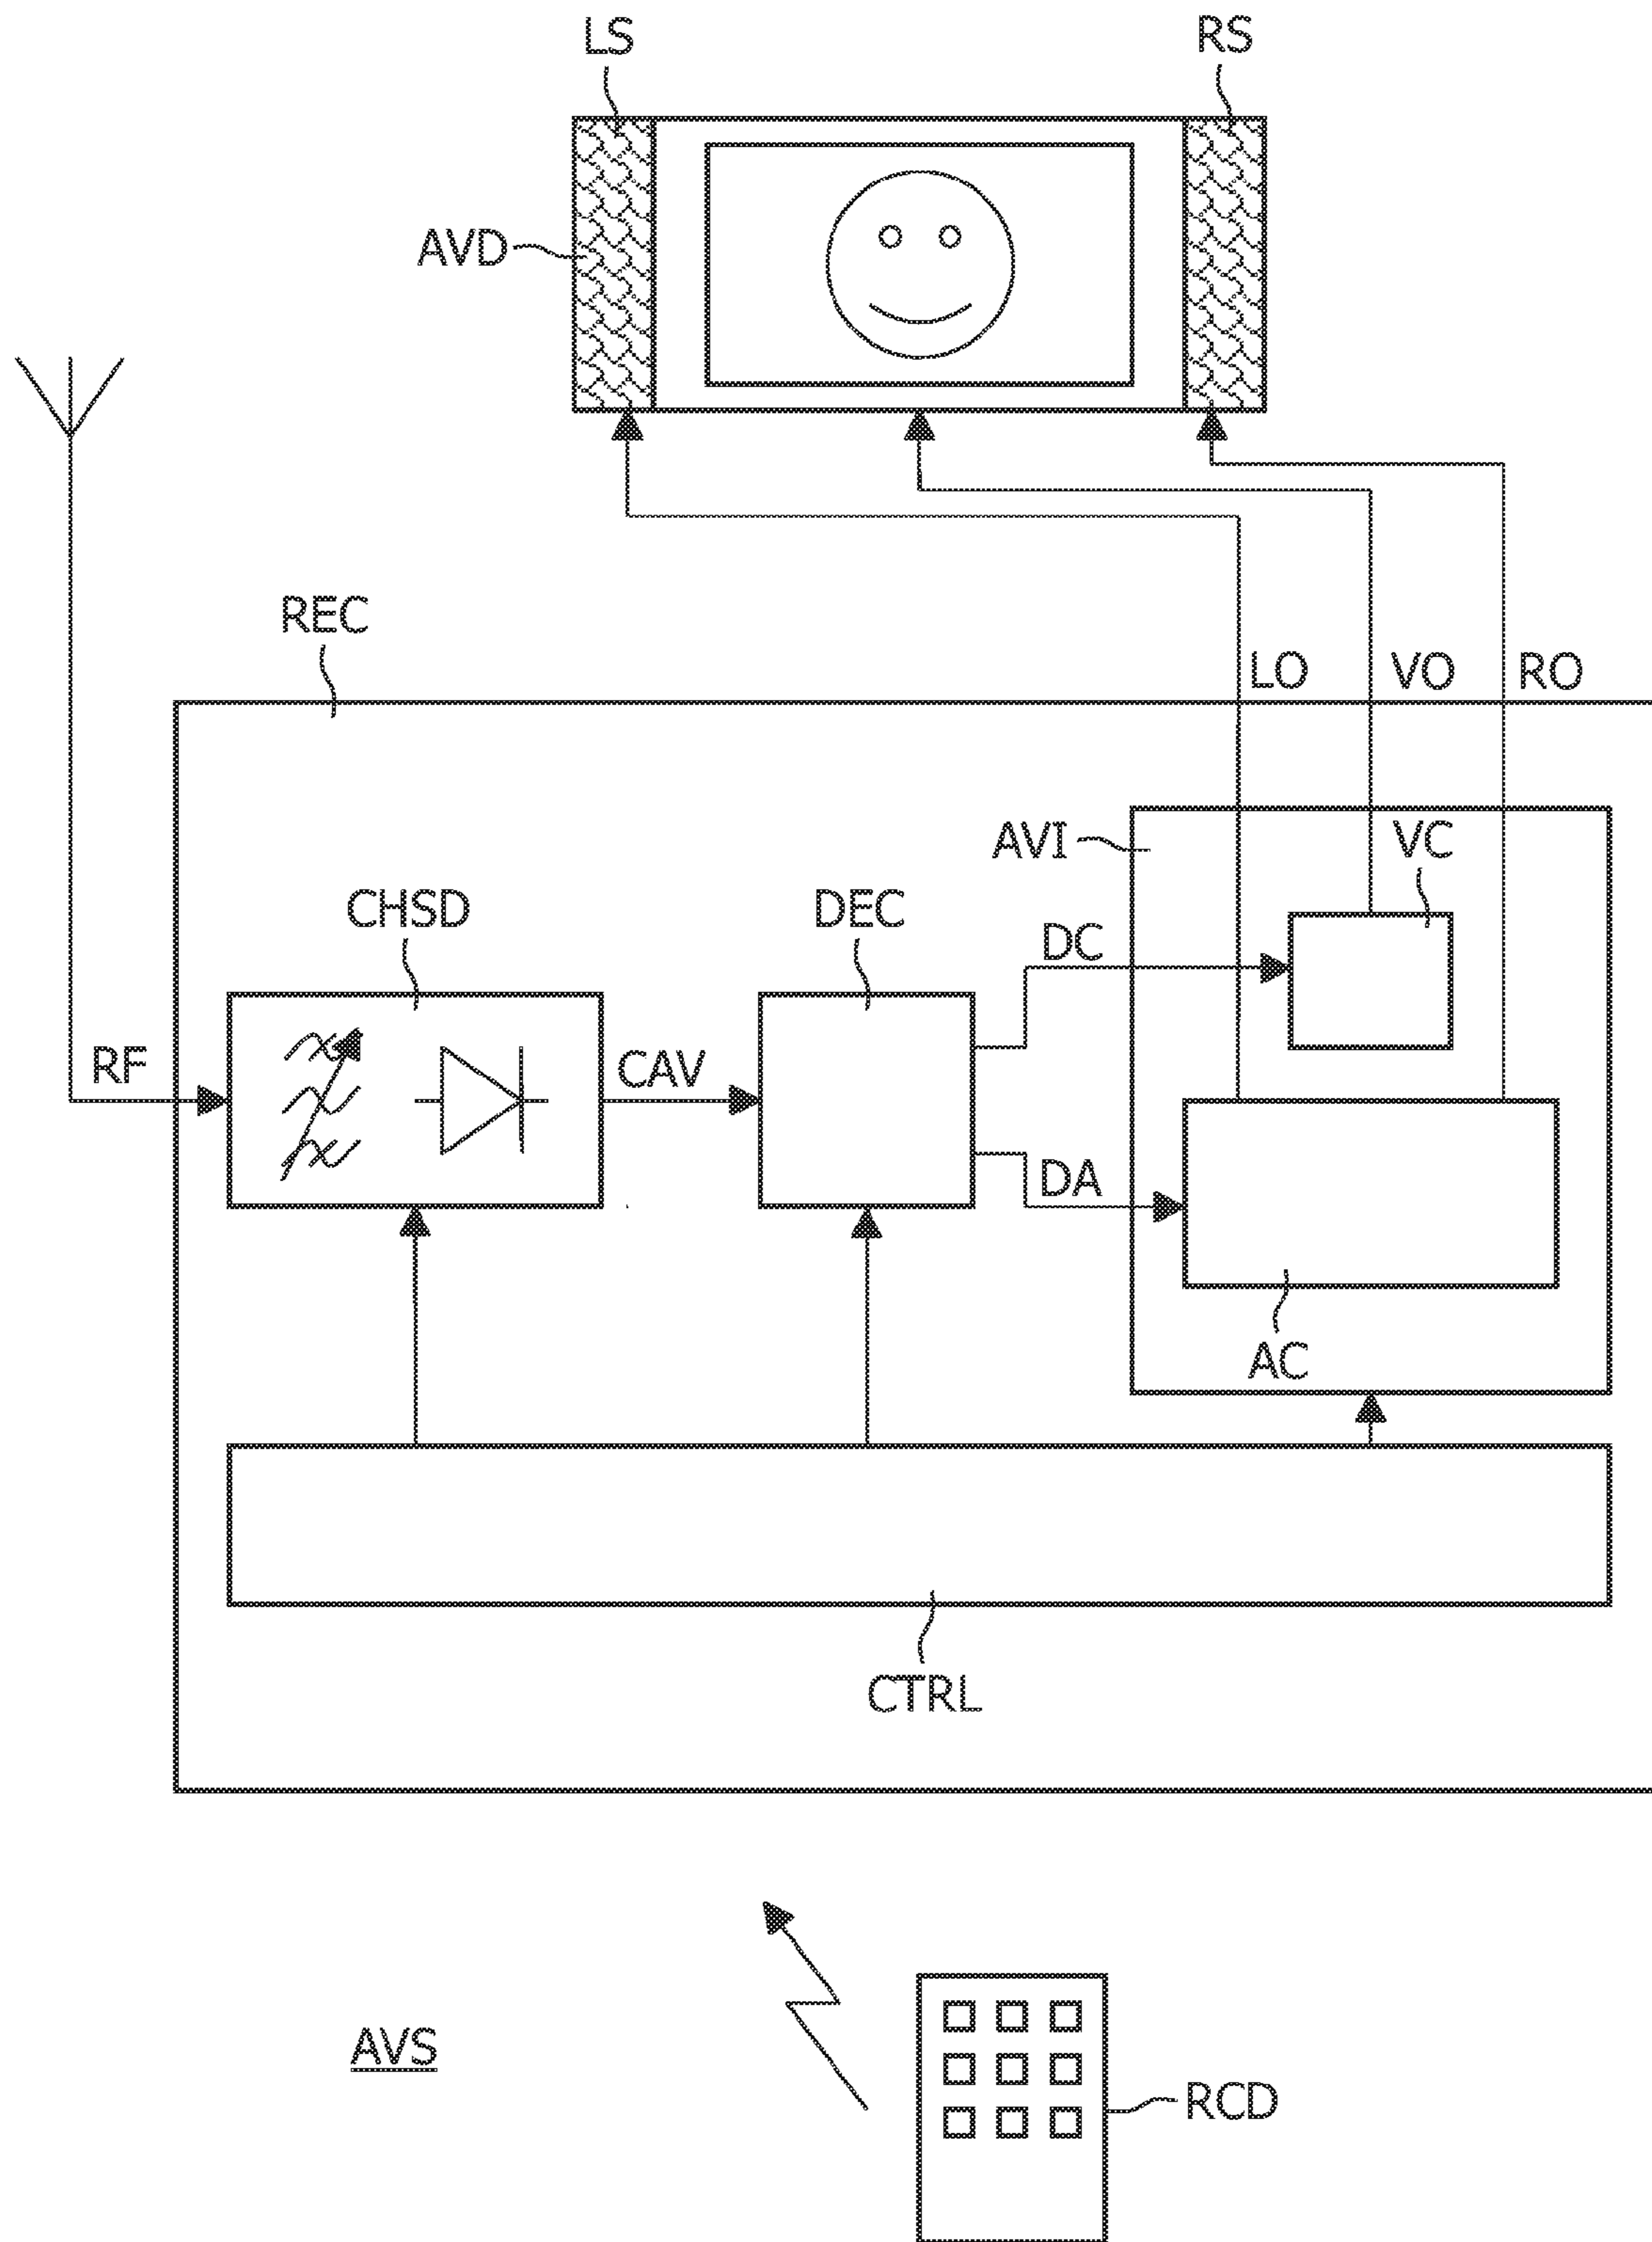 LS
RS
AVD
REC
LO
VO
RO
AVI
VC
CHSD
DEC
DC
RF
CAV
DA
AC
CTRL
AVS
RCD